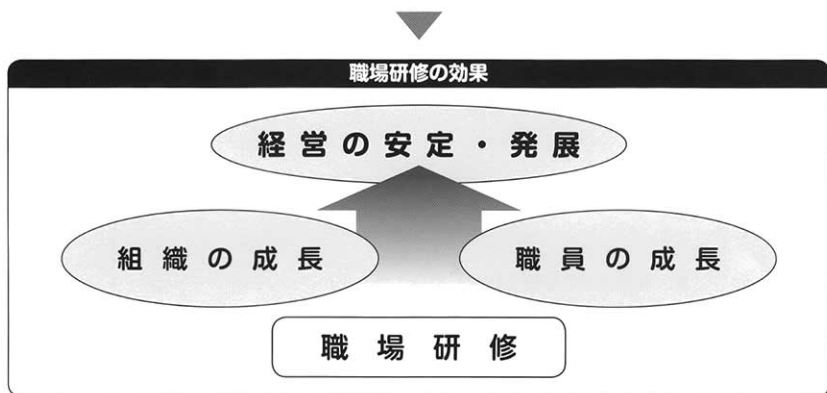 職場研修の効果
経営の安定・発展
組織の成長
職員の成長
職場研修